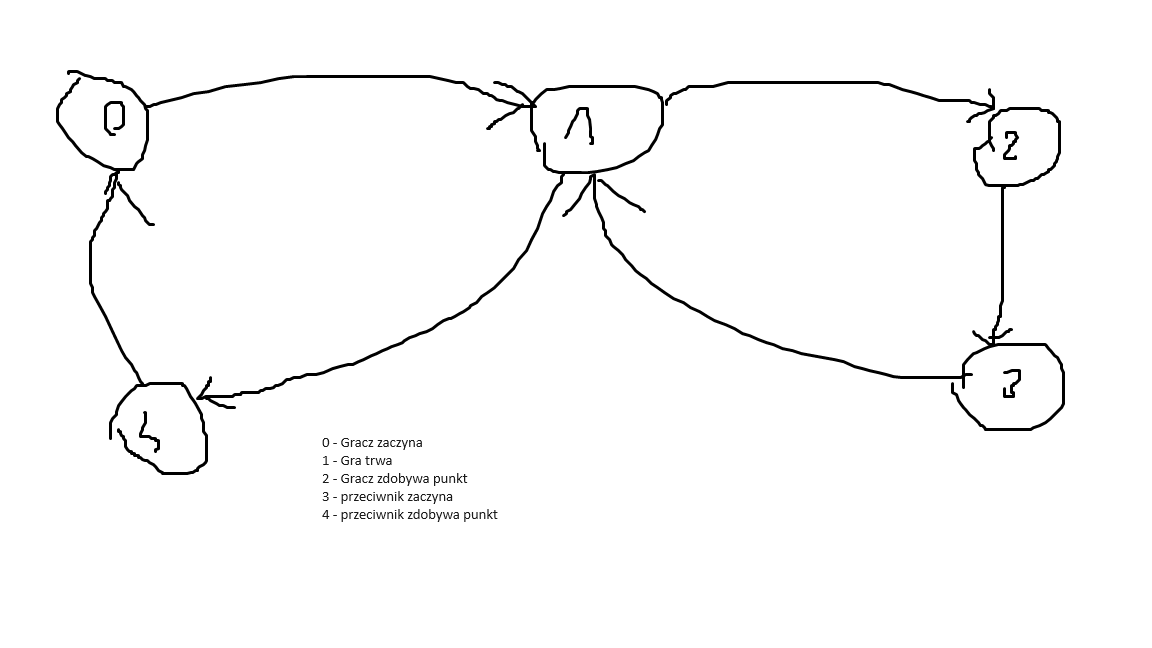 0
1
2
3
4
0 - Gracz zaczyna
1 - Gra trwa
2 - Gracz zdobywa punkt
3 - przeciwnik zaczyna
4 - przeciwnik zdobywa punkt